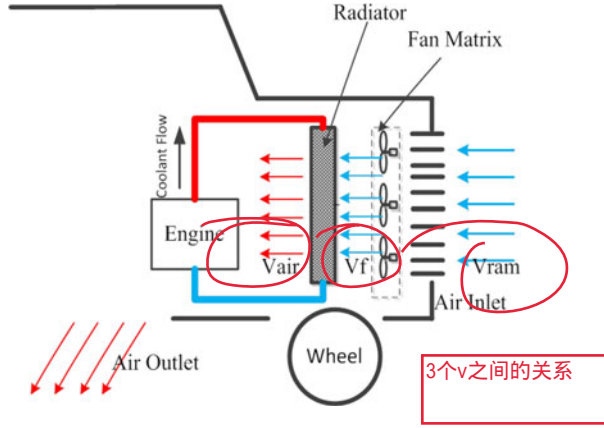 Radiator
Fan Matrix
Coolant Flow
Engine
Vair
Vf
Vram
Air Inlet
Air Outlet
Wheel
3个v之间的关系